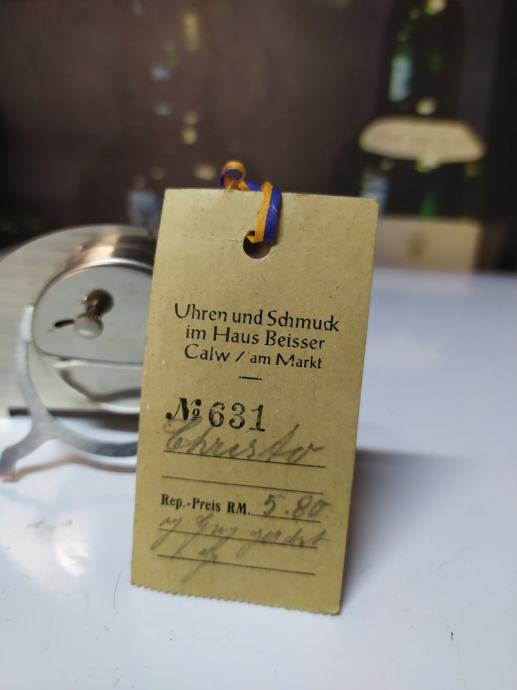 Uhren und Schmuck
im Haus Beisser
Calw / am Markt
№ 631
Christo
Rep.-Preis RM. 5.80